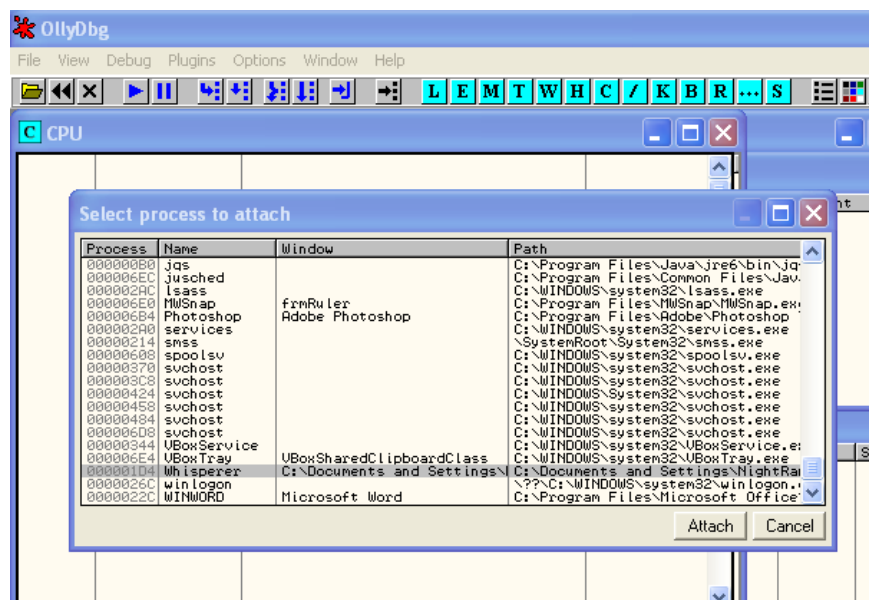 OllyDbg
File View Debug Plugins Options Window Help
L E M T W H C / K B R ... S
C CPU
Select process to attach
Process Name Window Path
000000B0 jqs C:\Program Files\Java\jre6\bin\jq
000006EC jusched C:\Program Files\Common Files\Jav
000002AC lsass C:\WINDOWS\system32\lsass.exe
000006E0 MWSnap frmRuler C:\Program Files\MWSnap\MWSnap.ex
000006B4 Photoshop Adobe Photoshop C:\Program Files\Adobe\Photoshop
000002A0 services C:\WINDOWS\system32\services.exe
00000214 smss \SystemRoot\System32\smss.exe
00000608 spoolsv C:\WINDOWS\system32\spoolsv.exe
00000370 svchost C:\WINDOWS\system32\svchost.exe
000003C8 svchost C:\WINDOWS\system32\svchost.exe
00000424 svchost C:\WINDOWS\system32\svchost.exe
00000458 svchost C:\WINDOWS\system32\svchost.exe
00000484 svchost C:\WINDOWS\system32\svchost.exe
000006D8 svchost C:\WINDOWS\system32\svchost.exe
00000344 VBoxService C:\WINDOWS\system32\VBoxService.e
000006E4 VBoxTray VBoxSharedClipboardClass C:\WINDOWS\system32\VBoxTray.exe
000001D4 Whisperer C:\Documents and Settings\ C:\Documents and Settings\NightRa
0000026C winlogon \??\C:\WINDOWS\system32\winlogon.
0000022C WINWORD Microsoft Word C:\Program Files\Microsoft Office
Attach Cancel